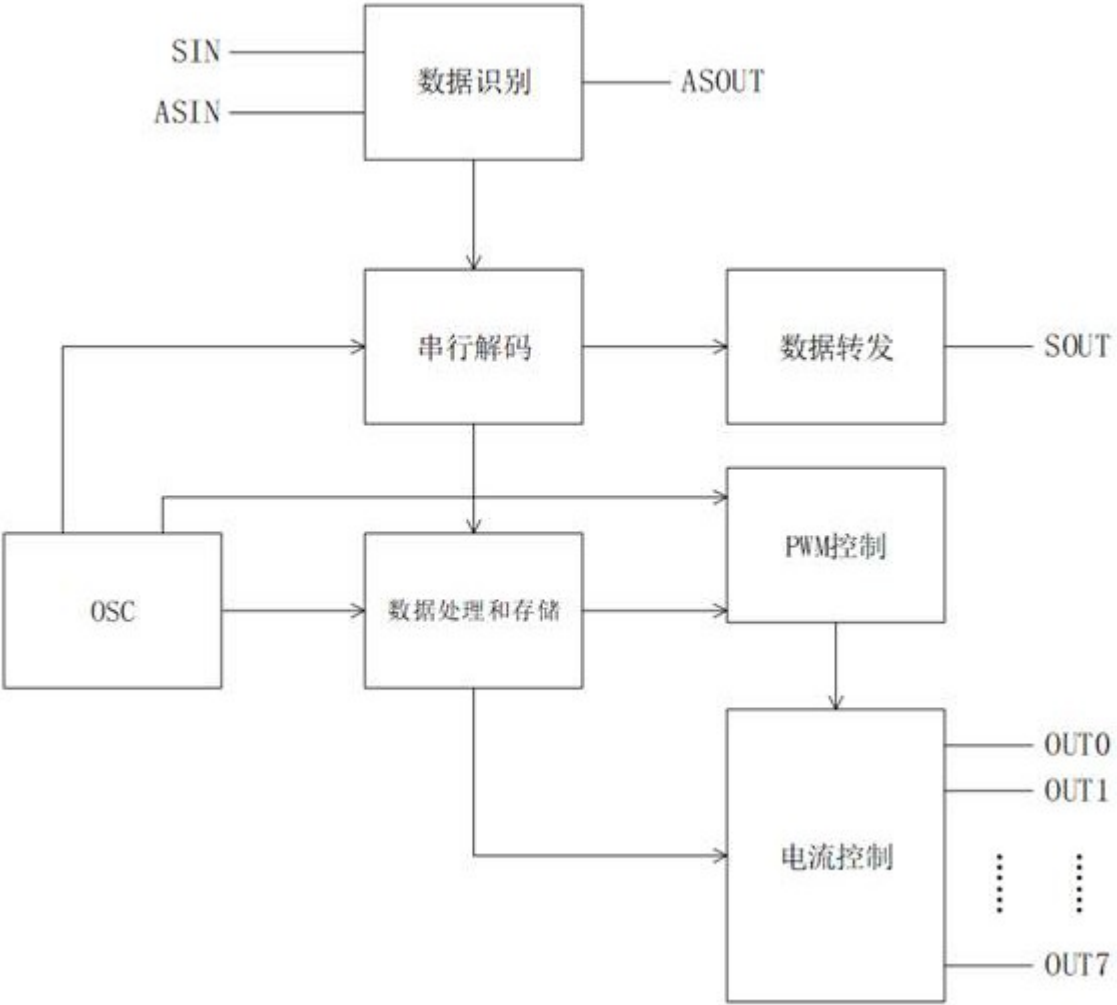 SIN
数据识别
ASOUT
ASIN
串行解码
数据转发
SOUT
PWM控制
OSC
数据处理和存储
OUT0
OUT1
电流控制
OUT7